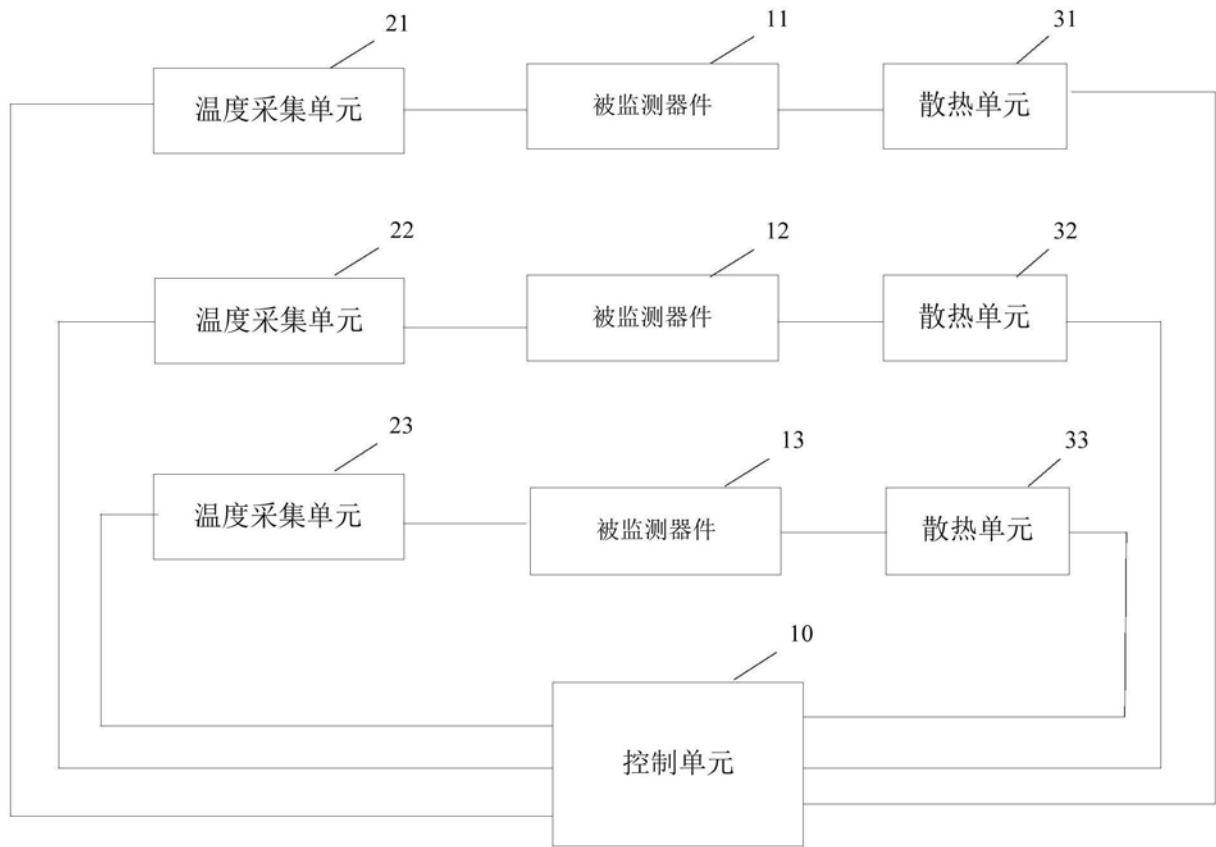 21
11
31
温度采集单元
被监测器件
散热单元
22
12
32
温度采集单元
被监测器件
散热单元
23
13
33
温度采集单元
被监测器件
散热单元
10
控制单元